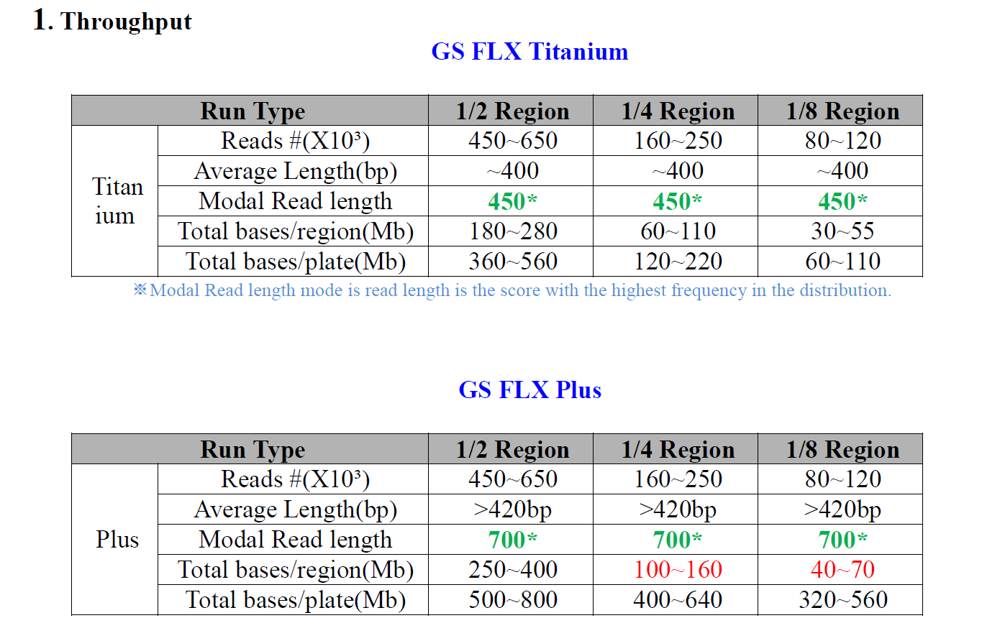 1. Throughput
GS FLX Titanium
Run Type 1/2 Region 1/4 Region 1/8 Region
Titan
ium
Reads #(X10³) 450~650 160~250 80~120
Average Length(bp) ~400 ~400 ~400
Modal Read length 450* 450* 450*
Total bases/region(Mb) 180~280 60~110 30~55
Total bases/plate(Mb) 360~560 120~220 60~110
※Modal Read length mode is read length is the score with the highest frequency in the distribution.
GS FLX Plus
Run Type 1/2 Region 1/4 Region 1/8 Region
Plus
Reads #(X10³) 450~650 160~250 80~120
Average Length(bp) >420bp >420bp >420bp
Modal Read length 700* 700* 700*
Total bases/region(Mb) 250~400 100~160 40~70
Total bases/plate(Mb) 500~800 400~640 320~560